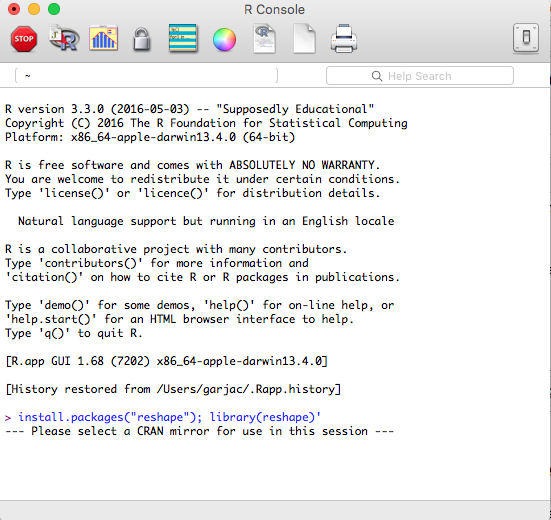 R Console
STOP
~
Help Search
R version 3.3.0 (2016-05-03) -- "Supposedly Educational"
Copyright (C) 2016 The R Foundation for Statistical Computing
Platform: x86_64-apple-darwin13.4.0 (64-bit)
R is free software and comes with ABSOLUTELY NO WARRANTY.
You are welcome to redistribute it under certain conditions.
Type 'license()' or 'licence()' for distribution details.
Natural language support but running in an English locale
R is a collaborative project with many contributors.
Type 'contributors()' for more information and
'citation()' on how to cite R or R packages in publications.
Type 'demo()' for some demos, 'help()' for on-line help, or
'help.start()' for an HTML browser interface to help.
Type 'q()' to quit R.
[R.app GUI 1.68 (7202) x86_64-apple-darwin13.4.0]
[History restored from /Users/garjac/.Rapp.history]
> install.packages("reshape"); library(reshape)'
--- Please select a CRAN mirror for use in this session ---